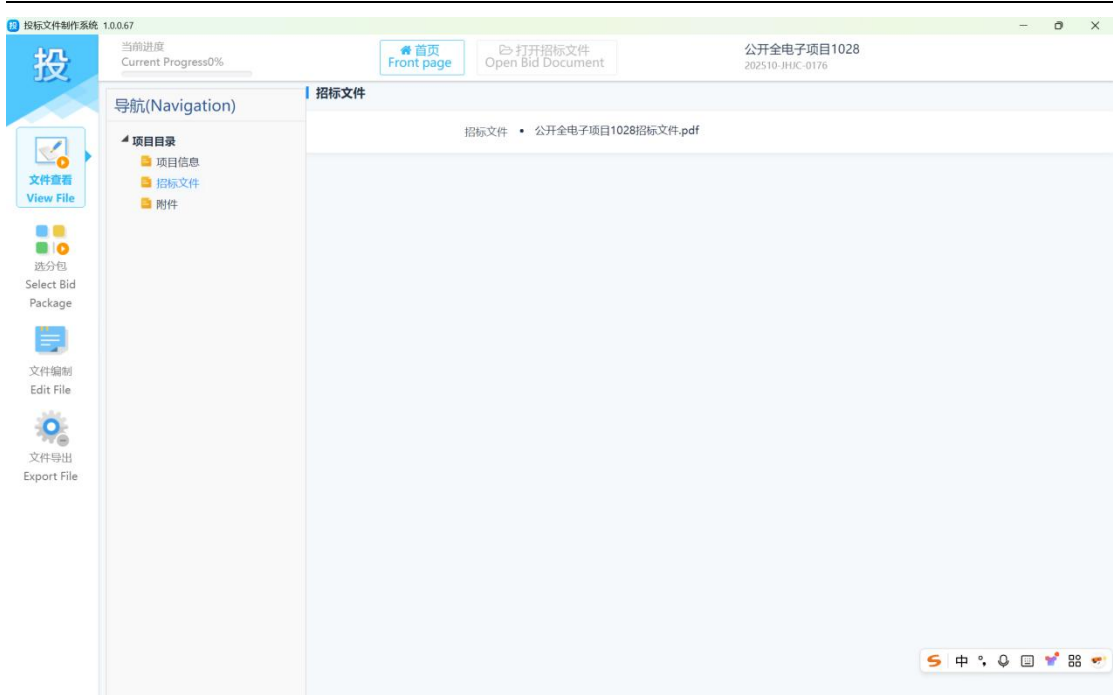 投 投标文件制作系统 1.0.0.67
投
当前进度
Current Progress0%
首页
Front page
打开招标文件
Open Bid Document
公开全电子项目1028
202510-JHJC-0176
文件查看
View File
选分包
Select Bid
Package
文件编制
Edit File
文件导出
Export File
导航(Navigation)
项目目录
项目信息
招标文件
附件
招标文件
招标文件 • 公开全电子项目1028招标文件.pdf
中